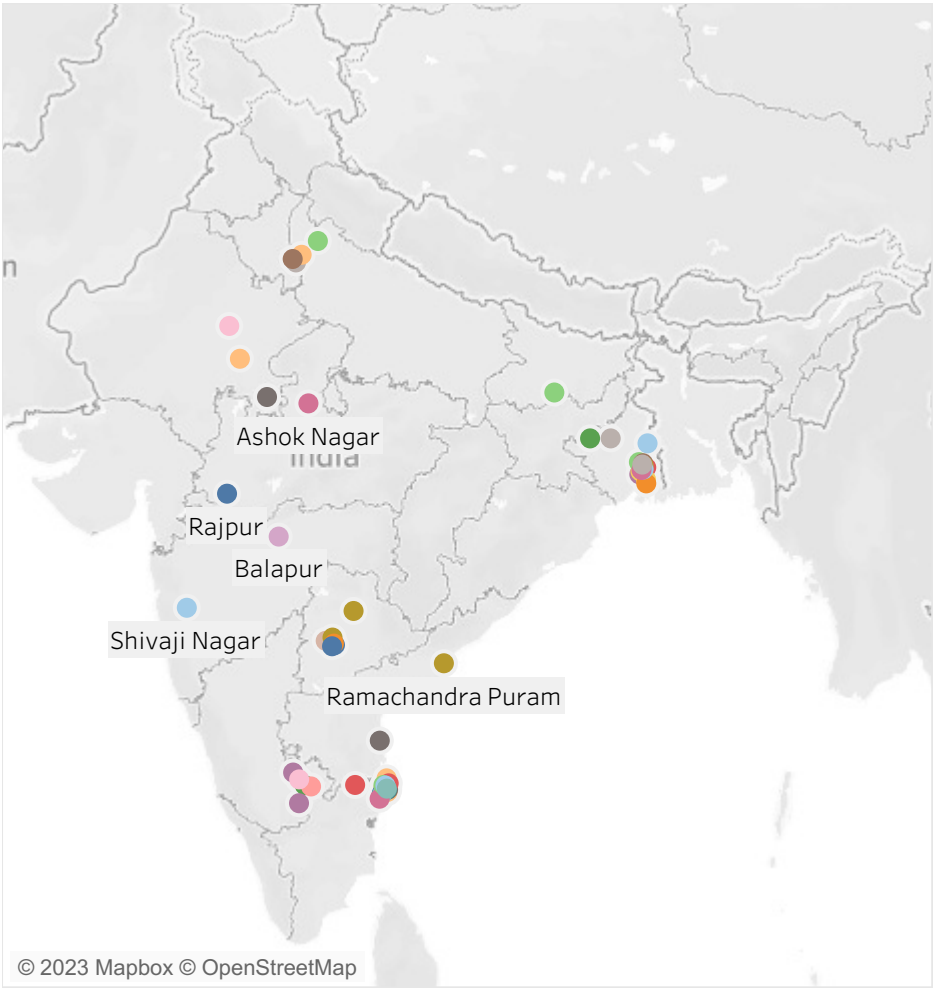 n
Ashok Nagar
India
Rajpur
Balapur
Shivaji Nagar
Ramachandra Puram
© 2023 Mapbox © OpenStreetMap